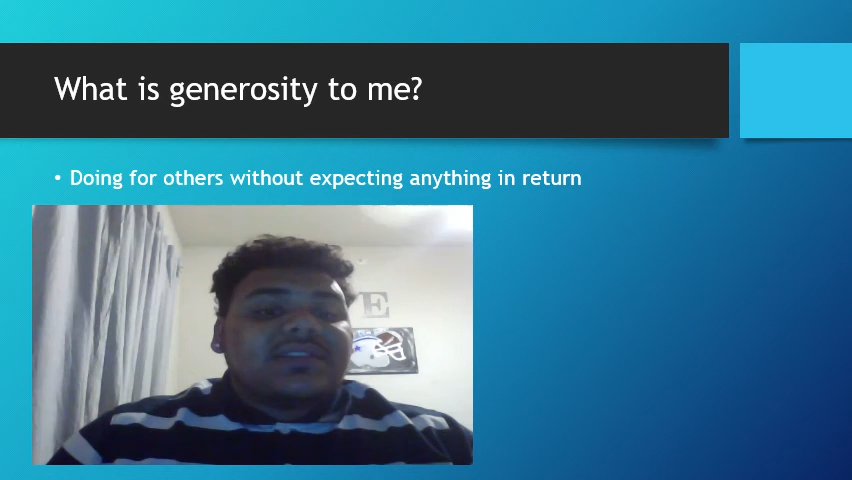 What is generosity to me?
• Doing for others without expecting anything in return
E